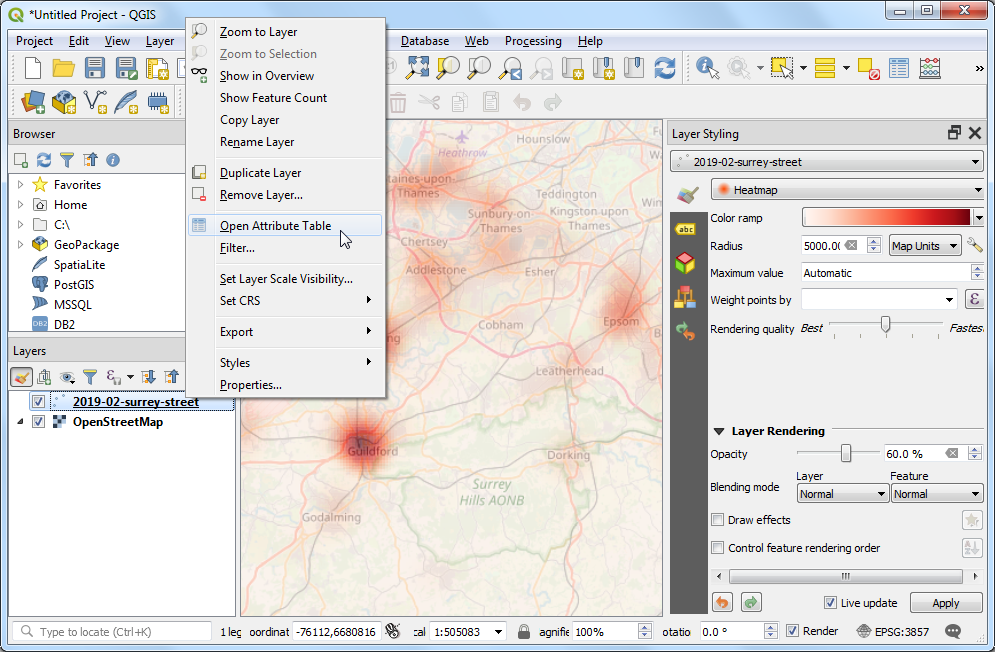 *Untitled Project - QGIS
Project Edit View Layer Database Web Processing Help
Zoom to Layer
Zoom to Selection
Show in Overview
Show Feature Count
Copy Layer
Rename Layer
Duplicate Layer
Remove Layer...
Open Attribute Table
Filter...
Set Layer Scale Visibility...
Set CRS
Export
Styles
Properties...
Browser
Favorites
Home
C:\
GeoPackage
SpatiaLite
PostGIS
MSSQL
DB2
DB2
Layers
2019-02-surrey-street
OpenStreetMap
Hounslow
Heathrow
taines-upon-
Thames
Teddington
Sunbury-on-
Thames
Kingston upon
Thames
Chertsey
Addlestone
Esher
Cobham
Epsom
Leatherhead
Guildford
Dorking
Surrey
Hills AONB
Godalming
Layer Styling
2019-02-surrey-street
abc
Heatmap
Color ramp
Radius 5000.0( Map Units
Maximum value Automatic
Weight points by ε
Rendering quality Best Fastes
Layer Rendering
Opacity 60.0 %
Layer Feature
Blending mode Normal Normal
Draw effects
Control feature rendering order
Live update Apply
Type to locate (Ctrl+K) 1 leg oordinat -76112,6680816 cal 1:505083 agnifie 100% otatio 0.0 ° Render EPSG:3857